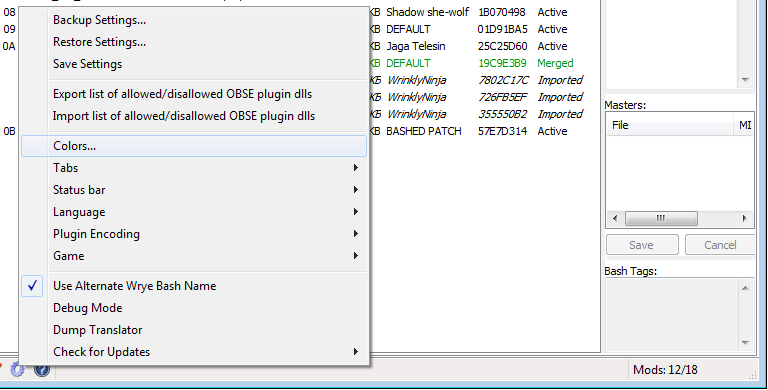 08 KB Shadow she-wolf 1B070498 Active
Backup Settings...
09 KB DEFAULT 01D91BA5 Active
Restore Settings...
0A KB Jaga Telesin 25C25D60 Active
Save Settings
KB DEFAULT 19C9E3B9 Merged
KB WrinklyNinja 7802C17C Imported
Export list of allowed/disallowed OBSE plugin dlls
KB WrinklyNinja 726FB5EF Imported
Masters:
Import list of allowed/disallowed OBSE plugin dlls
KB WrinklyNinja 355550B2 Imported
File MI
0B KB BASHED PATCH 57E7D314 Active
Colors...
Tabs
Status bar
Language
Plugin Encoding
Save Cancel
Game
Bash Tags:
Use Alternate Wrye Bash Name
Debug Mode
Dump Translator
Check for Updates
Mods: 12/18